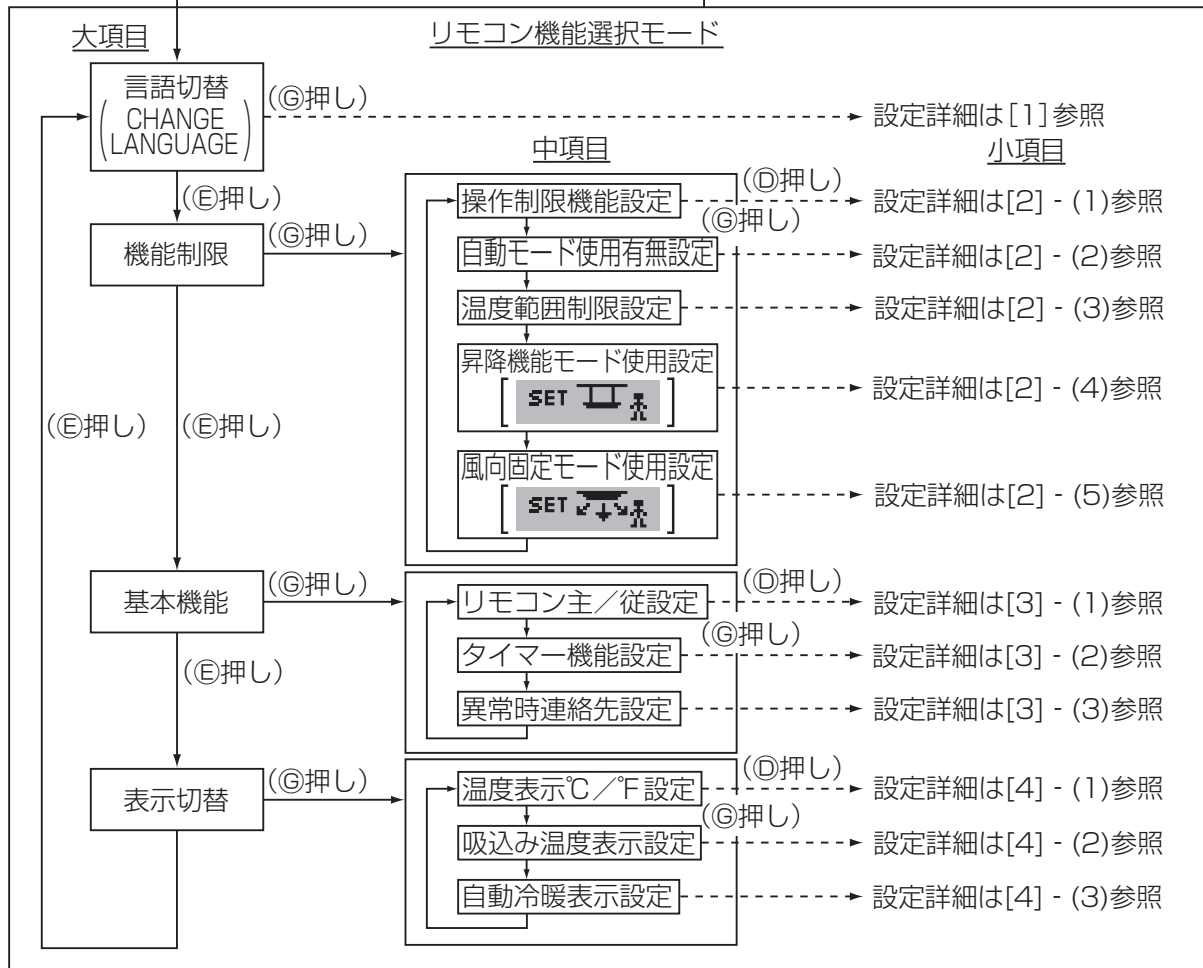 大項目
リモコン機能選択モード
言語切替
(CHANGE
LANGUAGE)
(Ⓖ押し)
設定詳細は[1]参照
中項目
小項目
(Ⓔ押し)
機能制限
(Ⓖ押し)
操作制限機能設定
(Ⓓ押し)
設定詳細は[2] - (1)参照
(Ⓖ押し)
自動モード使用有無設定
設定詳細は[2] - (2)参照
温度範囲制限設定
設定詳細は[2] - (3)参照
昇降機能モード使用設定
[SET]
設定詳細は[2] - (4)参照
(Ⓔ押し)
(Ⓔ押し)
風向固定モード使用設定
[SET]
設定詳細は[2] - (5)参照
基本機能
(Ⓖ押し)
リモコン主／従設定
(Ⓓ押し)
設定詳細は[3] - (1)参照
(Ⓖ押し)
タイマー機能設定
設定詳細は[3] - (2)参照
(Ⓔ押し)
異常時連絡先設定
設定詳細は[3] - (3)参照
表示切替
(Ⓖ押し)
温度表示℃／℉設定
(Ⓓ押し)
設定詳細は[4] - (1)参照
(Ⓖ押し)
吸込み温度表示設定
設定詳細は[4] - (2)参照
自動冷暖表示設定
設定詳細は[4] - (3)参照